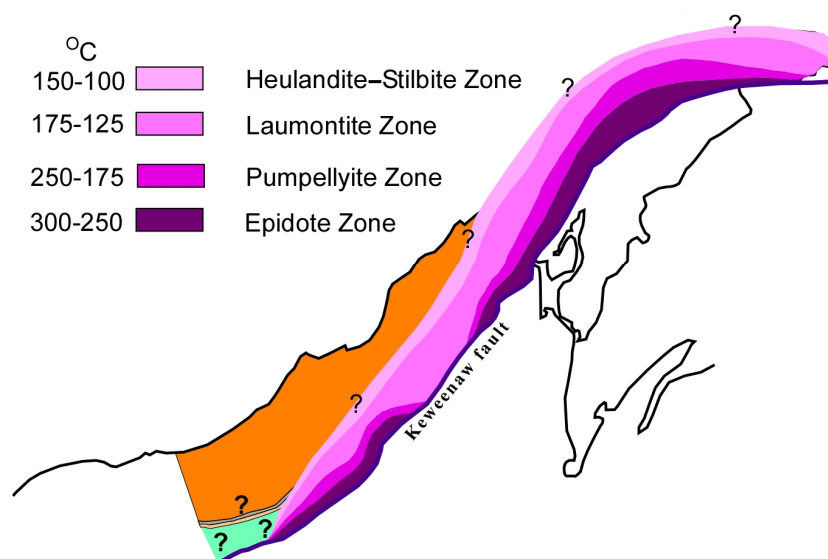 °C
150-100 Heulandite–Stilbite Zone
175-125 Laumontite Zone
250-175 Pumpellyite Zone
300-250 Epidote Zone
?
?
?
?
Keweenaw fault
?
?
?